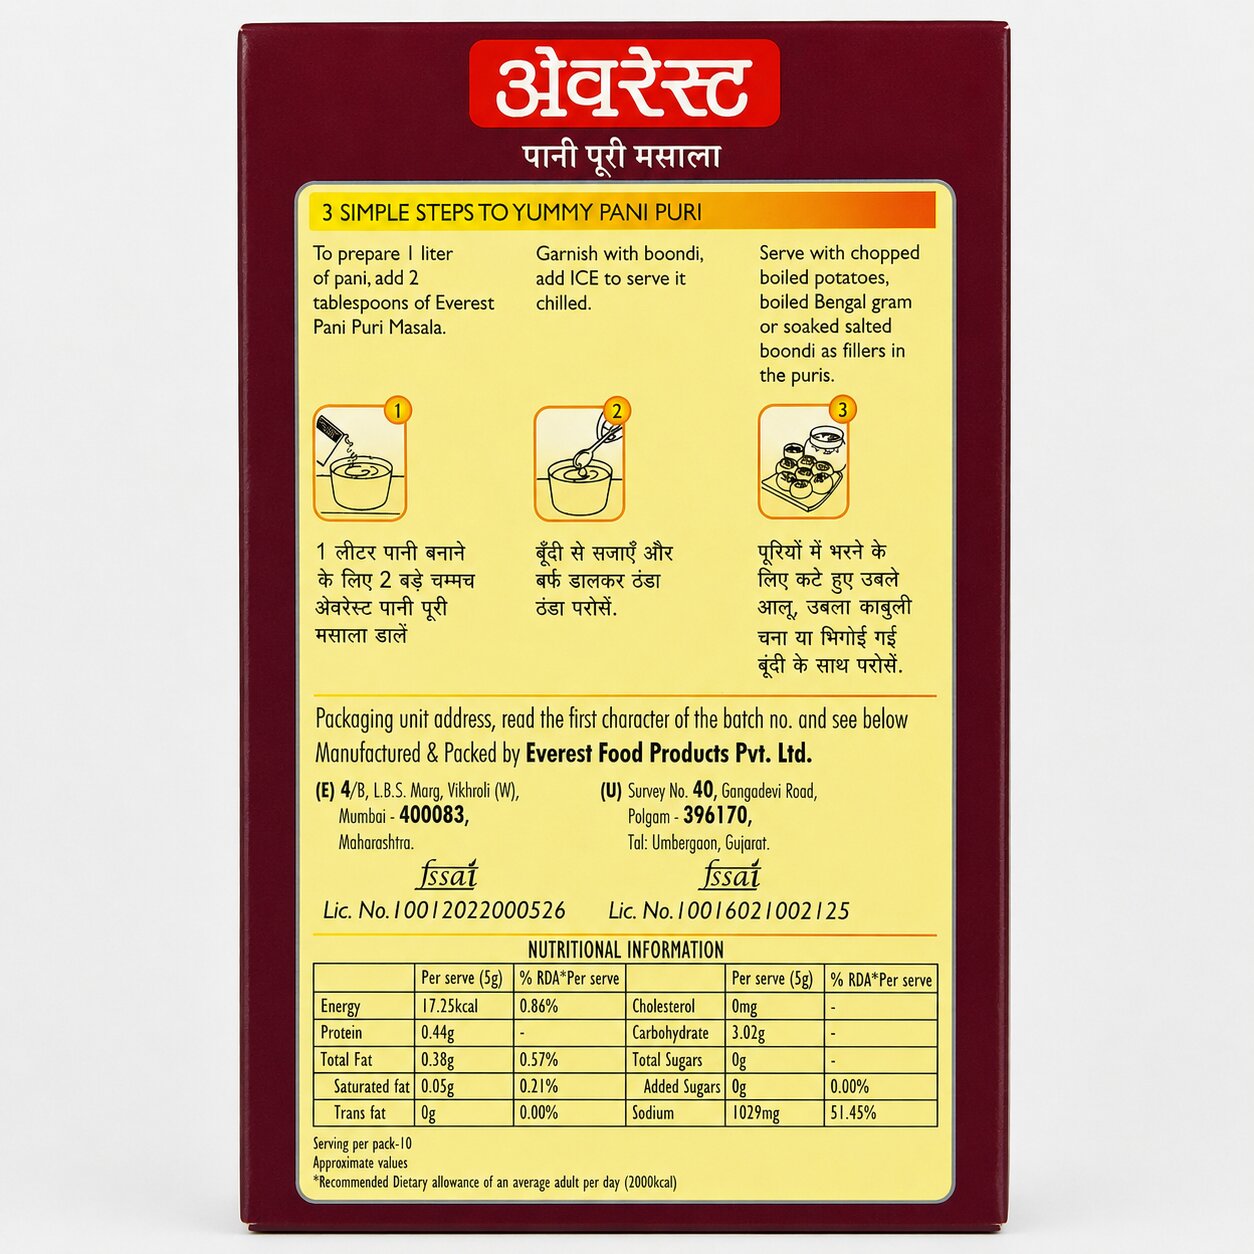 अेवरेस्ट
पानी पूरी मसाला
3 SIMPLE STEPS TO YUMMY PANI PURI
To prepare 1 liter
of pani, add 2
tablespoons of Everest
Pani Puri Masala.
Garnish with boondi,
add ICE to serve it
chilled.
Serve with chopped
boiled potatoes,
boiled Bengal gram
or soaked salted
boondi as fillers in
the puris.
1
2
3
1 लीटर पानी बनाने
के लिए 2 बड़े चम्मच
अेवरेस्ट पानी पूरी
मसाला डालें
बूँदी से सजाएँ और
बर्फ डालकर ठंडा
ठंडा परोसें.
पूरियों में भरने के
लिए कटे हुए उबले
आलू, उबला काबुली
चना या भिगोई गई
बूंदी के साथ परोसें.
Packaging unit address, read the first character of the batch no. and see below
Manufactured & Packed by Everest Food Products Pvt. Ltd.
(E) 4/B, L.B.S. Marg, Vikhroli (W),
Mumbai - 400083,
Maharashtra.
fssai
Lic. No.10012022000526
(U) Survey No. 40, Gangadevi Road,
Polgam - 396170,
Tal: Umbergaon, Gujarat.
fssai
Lic. No.10016021002125
NUTRITIONAL INFORMATION
Per serve (5g) % RDA*Per serve Per serve (5g) % RDA*Per serve
Energy 17.25kcal 0.86% Cholesterol 0mg -
Protein 0.44g - Carbohydrate 3.02g -
Total Fat 0.38g 0.57% Total Sugars 0g -
Saturated fat 0.05g 0.21% Added Sugars 0g 0.00%
Trans fat 0g 0.00% Sodium 1029mg 51.45%
Serving per pack-10
Approximate values
*Recommended Dietary allowance of an average adult per day (2000kcal)